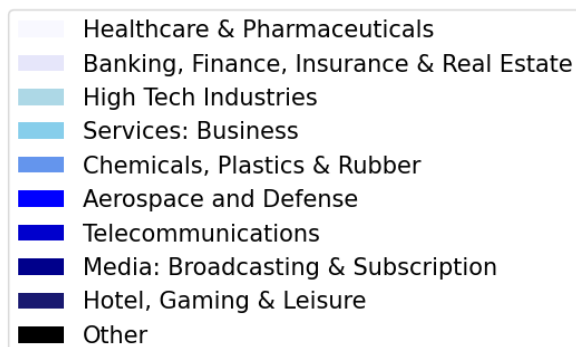 Healthcare & Pharmaceuticals
Banking, Finance, Insurance & Real Estate
High Tech Industries
Services: Business
Chemicals, Plastics & Rubber
Aerospace and Defense
Telecommunications
Media: Broadcasting & Subscription
Hotel, Gaming & Leisure
Other